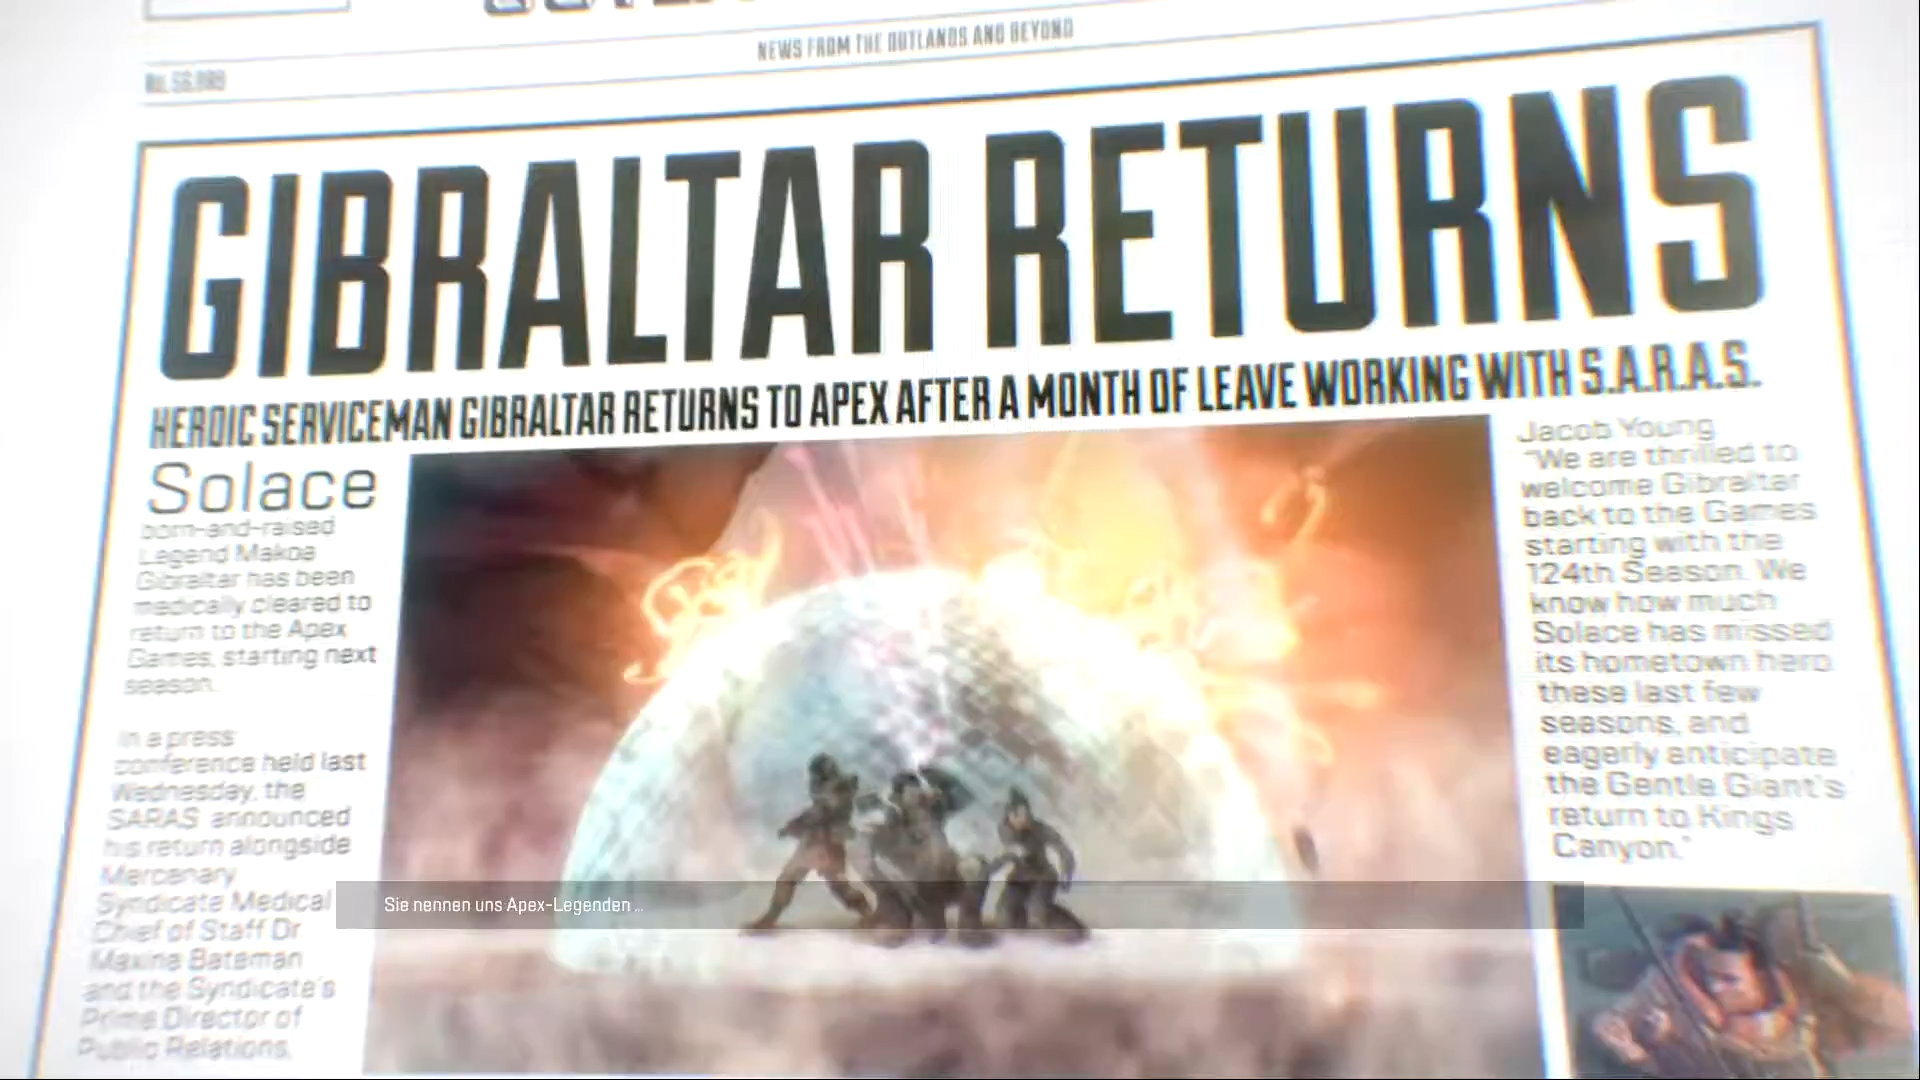 NEWS FROM THE OUTLANDS AND BEYOND
GIBRALTAR RETURNS
HEROIC SERVICEMAN GIBRALTAR RETURNS TO APEX AFTER A MONTH OF LEAVE WORKING WITH S.A.R.A.S.
Solace
born-and-raised
Legend Makoa
Gibraltar has been
medically cleared to
return to the Apex
Games, starting next
season.
In a press
conference held last
Wednesday, the
SARAS announced
his return alongside
Mercenary
Syndicate Medical
Chief of Staff Dr
Maxine Bateman
and the Syndicate's
Prime Director of
Public Relations,
Jacob Young
"We are thrilled to
welcome Gibraltar
back to the Games
starting with the
124th Season. We
know how much
Solace has missed
its hometown hero
these last few
seasons, and
eagerly anticipate
the Gentle Giant's
return to Kings
Canyon."
Sie nennen uns Apex-Legenden ...